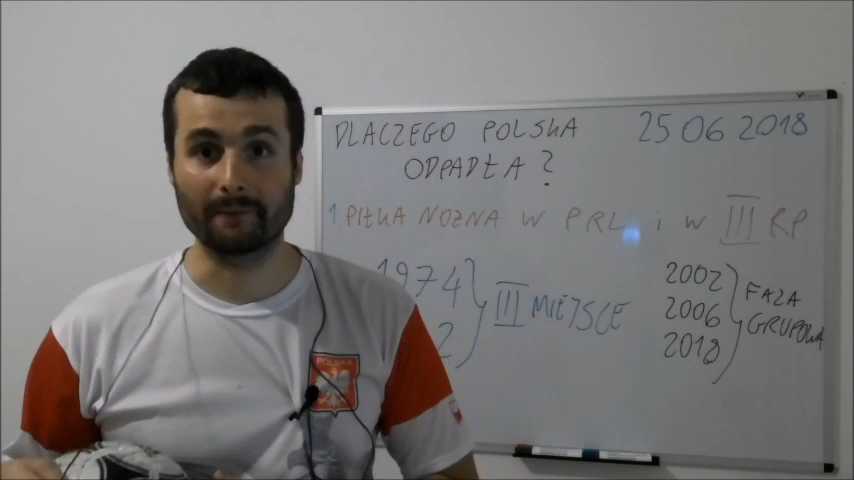 DLACZEGO POLSKA 25 06 2018
ODPADŁA?
1 PIŁKA NOŻNA W PRL i W III RP
1974 } III MIEJSCE
2
2002 } FAZA GRUPOWA
2006
2018
POLSKA